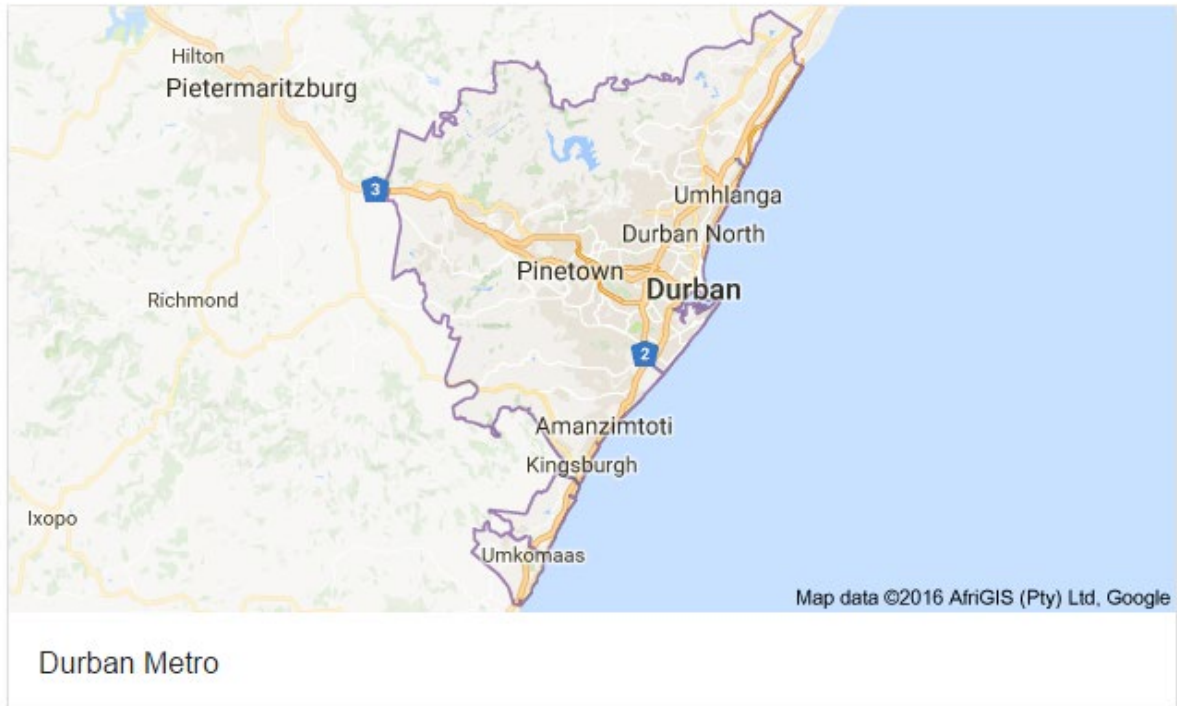 Hilton
Pietermaritzburg
3
Umhlanga
Durban North
Pinetown
Durban
Richmond
2
Amanzimtoti
Kingsburgh
Ixopo
Umkomaas
Map data ©2016 AfriGIS (Pty) Ltd, Google
Durban Metro